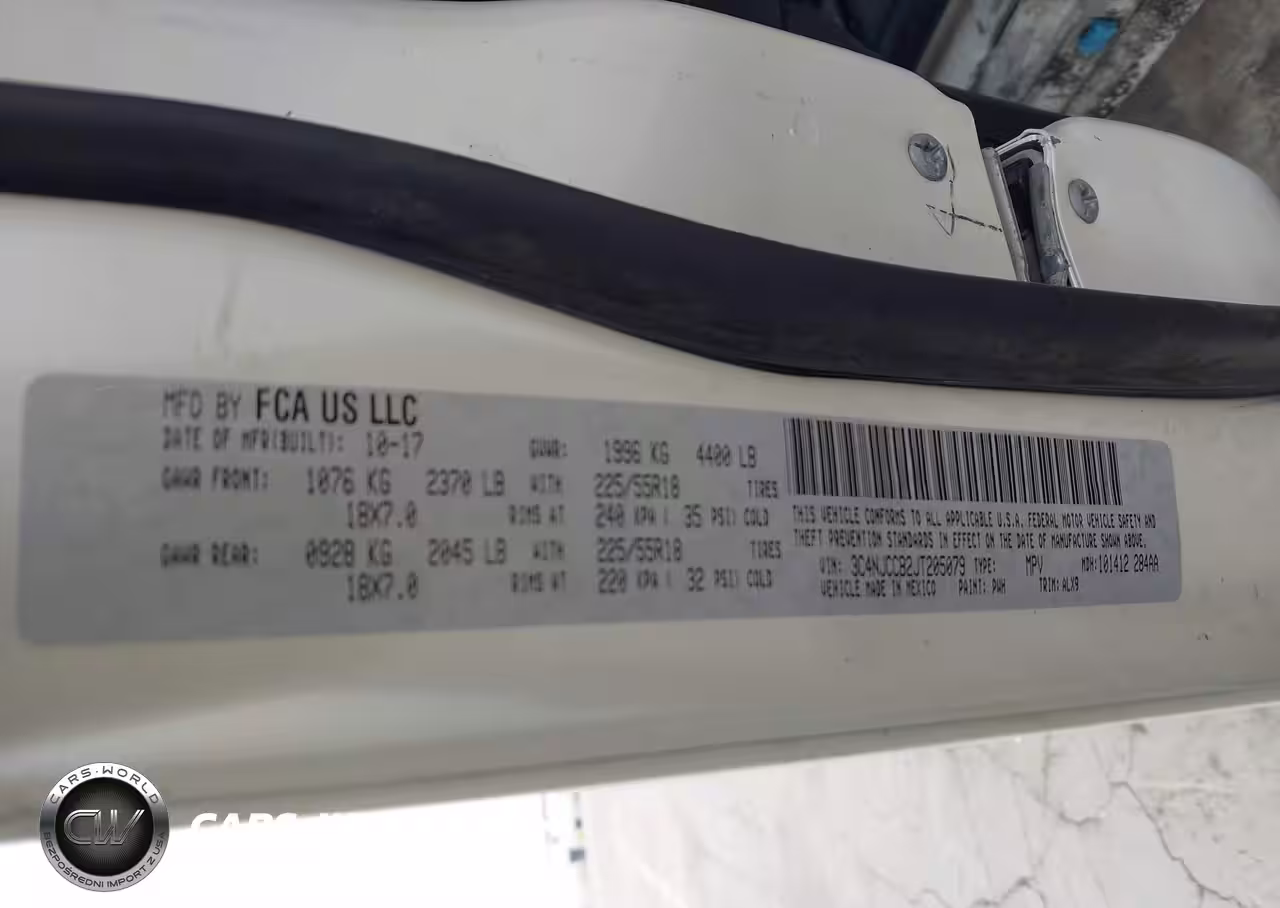 MFD BY FCA US LLC
DATE OF MFR(BUILT): 10-17 GVWR: 1996 KG 4400 LB
GAWR FRONT: 1076 KG 2370 LB WITH 225/55R18 TIRES
18X7.0 RIMS AT 240 KPA ( 35 PSI) COLD
GAWR REAR: 0928 KG 2045 LB WITH 225/55R18 TIRES
18X7.0 RIMS AT 220 KPA ( 32 PSI) COLD
THIS VEHICLE CONFORMS TO ALL APPLICABLE U.S.A. FEDERAL MOTOR VEHICLE SAFETY AND
THEFT PREVENTION STANDARDS IN EFFECT ON THE DATE OF MANUFACTURE SHOWN ABOVE.
VIN: 3C4NJCCB2JT205079 TYPE: MPV MDH: 101412 284AA
VEHICLE MADE IN MEXICO PAINT: PWH TRIM: ALX9
CARS-WORLD
CW
BEZPOŚREDNI IMPORT Z USA